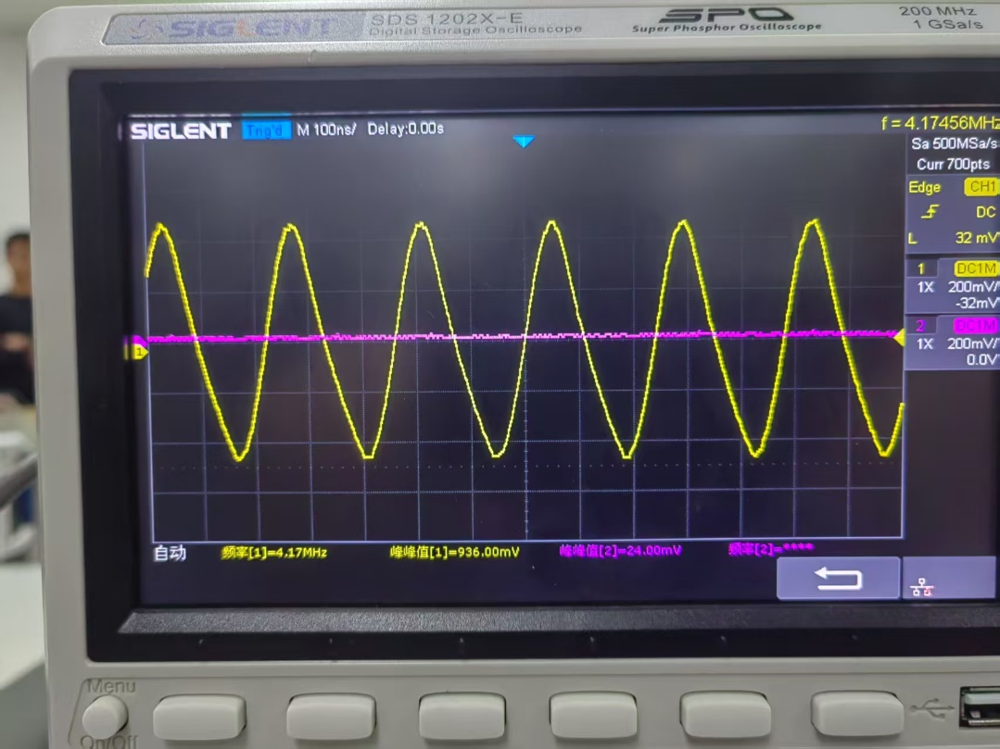 SIGLENT SDS 1202X-E
Digital Storage Oscilloscope
SPO
Super Phosphor Oscilloscope
200 MHz
1 GSa/s
SIGLENT Trig'd M 100ns/ Delay:0.00s
f = 4.17456MHz
Sa 500MSa/s
Curr 700pts
Edge CH1
DC
L 32 mV
1 DC1M
1X 200mV/
-32mV
2 DC1M
1X 200mV/
0.0V
1
自动 频率[1]=4.17MHz 峰峰值[1]=936.00mV 峰峰值[2]=24.00mV 频率[2]=****
Menu
On/Off